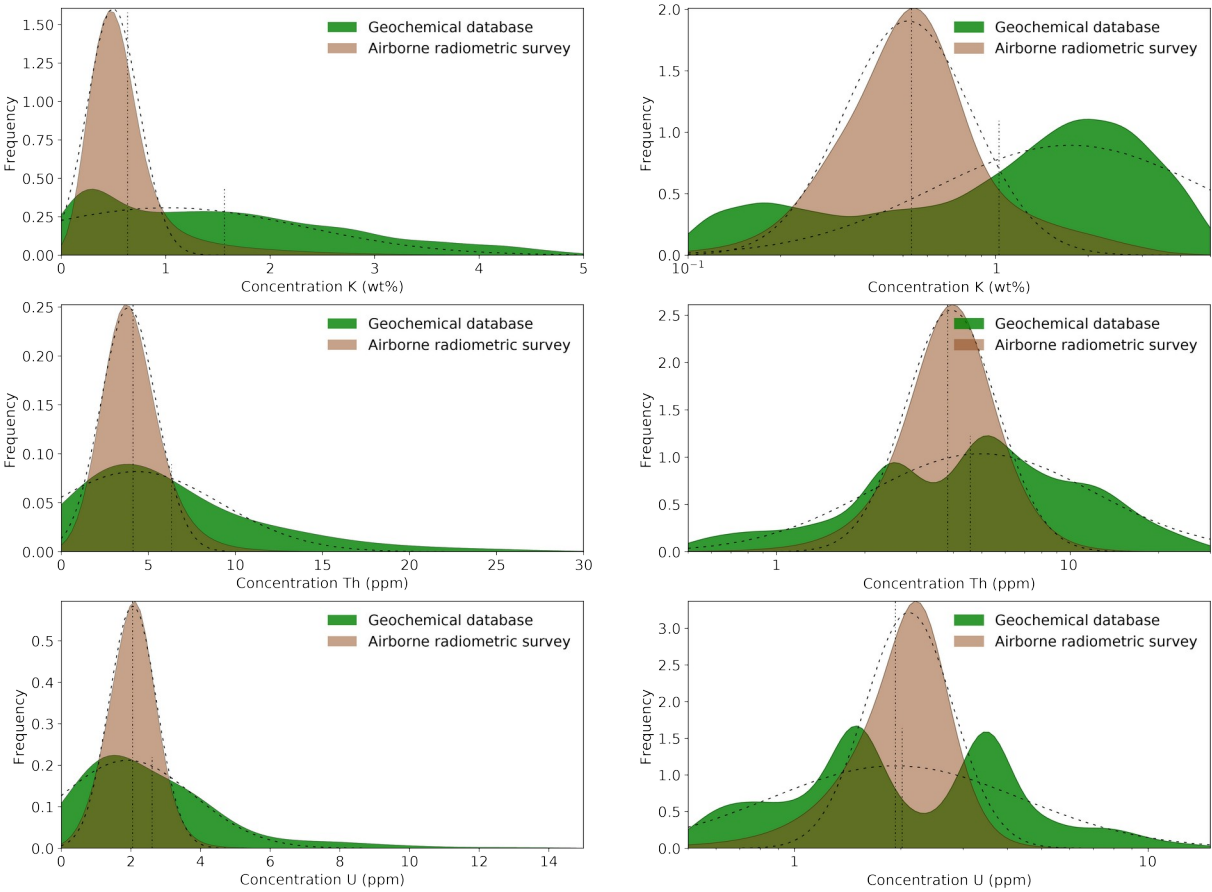 1.50
1.25
1.00
0.75
0.50
0.25
0.00
Frequency
Geochemical database
Airborne radiometric survey
0 1 2 3 4 5
Concentration K (wt%)
2.0
1.5
1.0
0.5
0.0
Frequency
Geochemical database
Airborne radiometric survey
10⁻¹ 1
Concentration K (wt%)
0.25
0.20
0.15
0.10
0.05
0.00
Frequency
Geochemical database
Airborne radiometric survey
0 5 10 15 20 25 30
Concentration Th (ppm)
2.5
2.0
1.5
1.0
0.5
0.0
Frequency
Geochemical database
Airborne radiometric survey
1 10
Concentration Th (ppm)
0.5
0.4
0.3
0.2
0.1
0.0
Frequency
Geochemical database
Airborne radiometric survey
0 2 4 6 8 10 12 14
Concentration U (ppm)
3.0
2.5
2.0
1.5
1.0
0.5
0.0
Frequency
Geochemical database
Airborne radiometric survey
1 10
Concentration U (ppm)